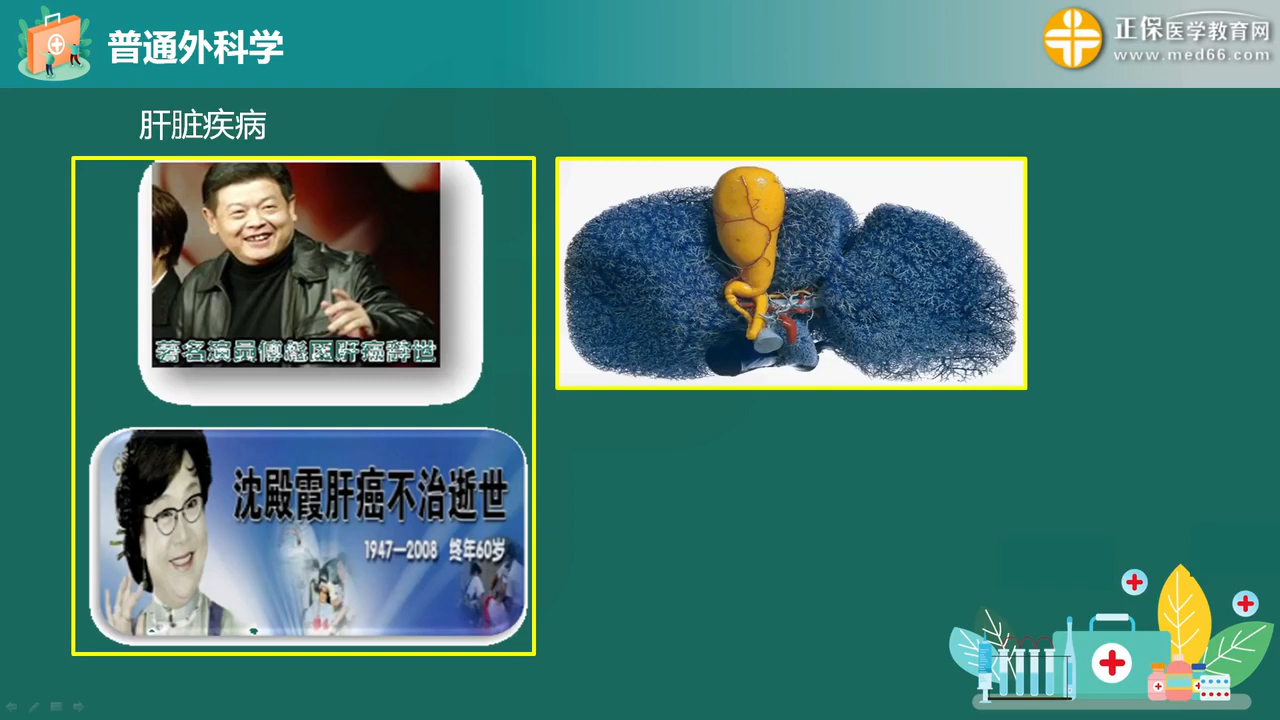 普通外科学
正保医学教育网
www.med66.com
肝脏疾病
著名演员傅彪因肝癌辞世
沈殿霞肝癌不治逝世
1947—2008 终年60岁